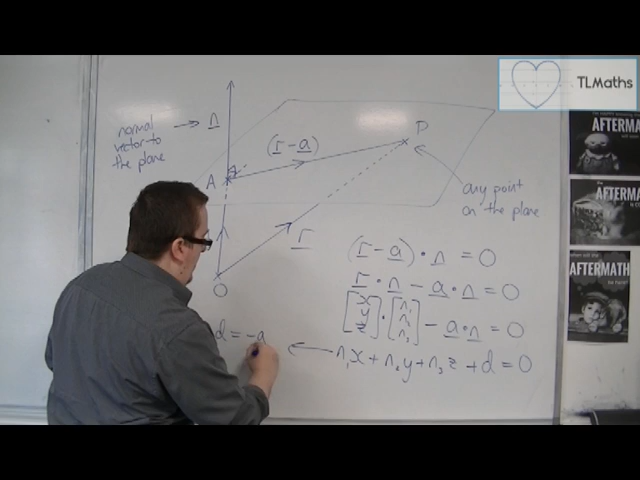 TLMaths
normal
vector to
the plane
n
(r-a)
P
A
r
O
any point
on the plane
(r-a)·n=0
r·n-a·n=0
[x y z]·[n₁ n₂ n₃]-a·n=0
n₁x+n₂y+n₃z+d=0
d=-a
AFTERMATH
AFTERMATH
AFTERMATH